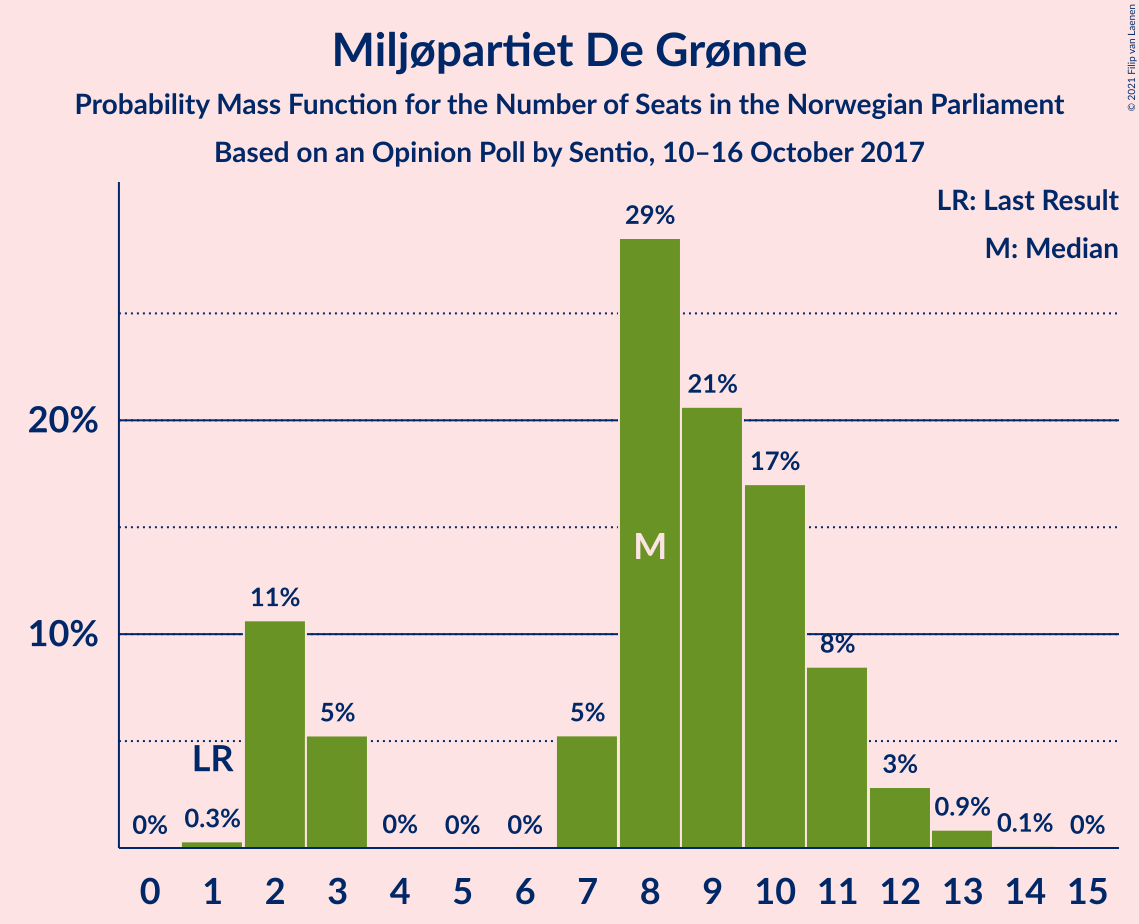 Miljøpartiet De Grønne
Probability Mass Function for the Number of Seats in the Norwegian Parliament
Based on an Opinion Poll by Sentio, 10–16 October 2017
© 2021 Filip van Laenen
LR: Last Result
M: Median
29%
21%
20%
17%
M
11%
10%
8%
5%
5%
LR
3%
0%
0.3%
0%
0%
0%
0.9%
0.1%
0%
0 1 2 3 4 5 6 7 8 9 10 11 12 13 14 15